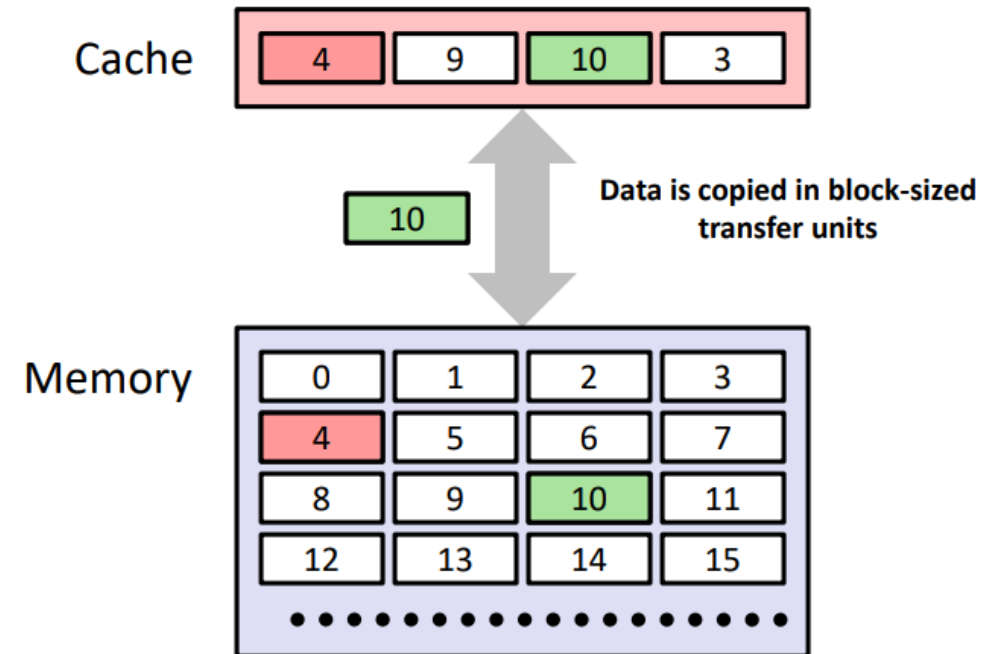 Cache
4 9 10 3
10
Data is copied in block-sized
transfer units
Memory
0 1 2 3
4 5 6 7
8 9 10 11
12 13 14 15